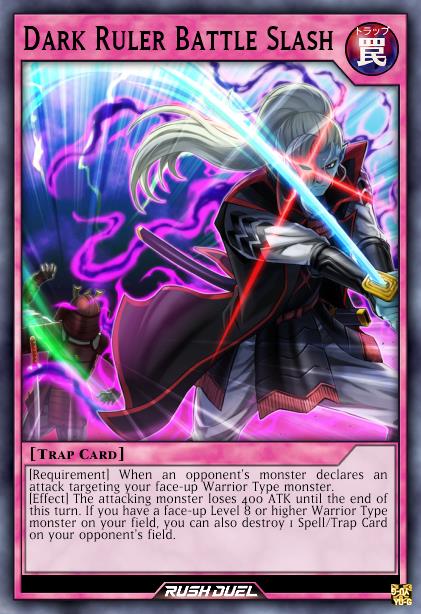 Dark Ruler Battle Slash
トラップ
罠
[Trap Card]
[Requirement] When an opponent's monster declares an
attack targeting your face-up Warrior Type monster.
[Effect] The attacking monster loses 400 ATK until the end of
this turn. If you have a face-up Level 8 or higher Warrior Type
monster on your field, you can also destroy 1 Spell/Trap Card
on your opponent's field.
RUSH DUEL